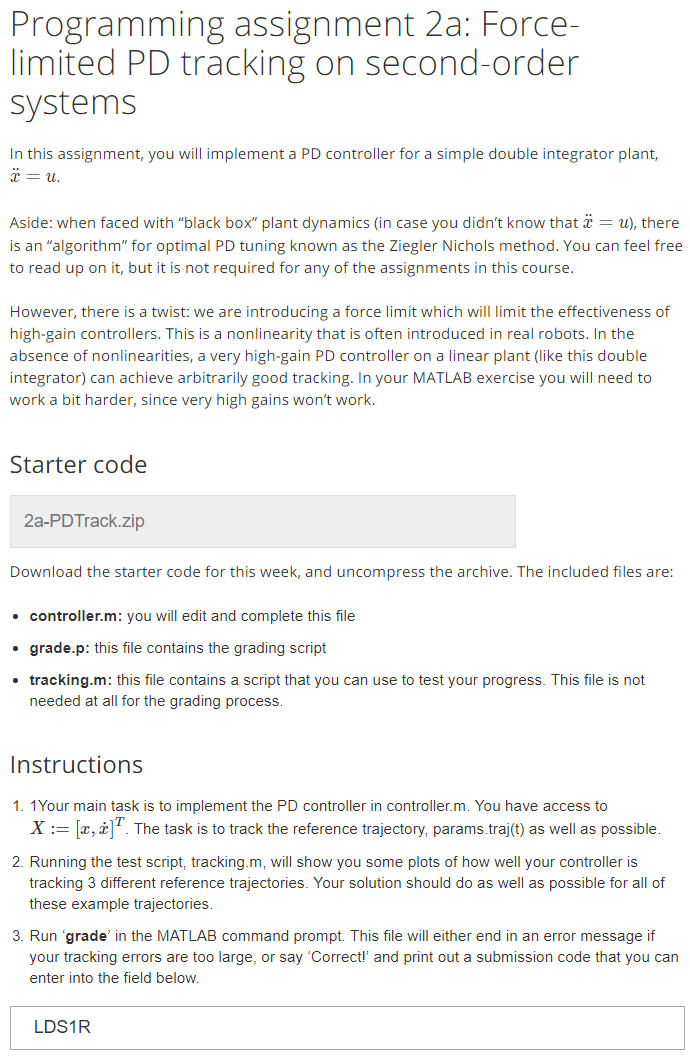 Programming assignment 2a: Force-
limited PD tracking on second-order
systems
In this assignment, you will implement a PD controller for a simple double integrator plant,
ẍ = u.
Aside: when faced with “black box” plant dynamics (in case you didn’t know that ẍ = u), there
is an “algorithm” for optimal PD tuning known as the Ziegler Nichols method. You can feel free
to read up on it, but it is not required for any of the assignments in this course.
However, there is a twist: we are introducing a force limit which will limit the effectiveness of
high-gain controllers. This is a nonlinearity that is often introduced in real robots. In the
absence of nonlinearities, a very high-gain PD controller on a linear plant (like this double
integrator) can achieve arbitrarily good tracking. In your MATLAB exercise you will need to
work a bit harder, since very high gains won’t work.
Starter code
2a-PDTrack.zip
Download the starter code for this week, and uncompress the archive. The included files are:
• controller.m: you will edit and complete this file
• grade.p: this file contains the grading script
• tracking.m: this file contains a script that you can use to test your progress. This file is not
needed at all for the grading process.
Instructions
1. 1Your main task is to implement the PD controller in controller.m. You have access to
X := [x, ẋ]ᵀ. The task is to track the reference trajectory, params.traj(t) as well as possible.
2. Running the test script, tracking.m, will show you some plots of how well your controller is
tracking 3 different reference trajectories. Your solution should do as well as possible for all of
these example trajectories.
3. Run ‘grade’ in the MATLAB command prompt. This file will either end in an error message if
your tracking errors are too large, or say ‘Correct!’ and print out a submission code that you can
enter into the field below.
LDS1R